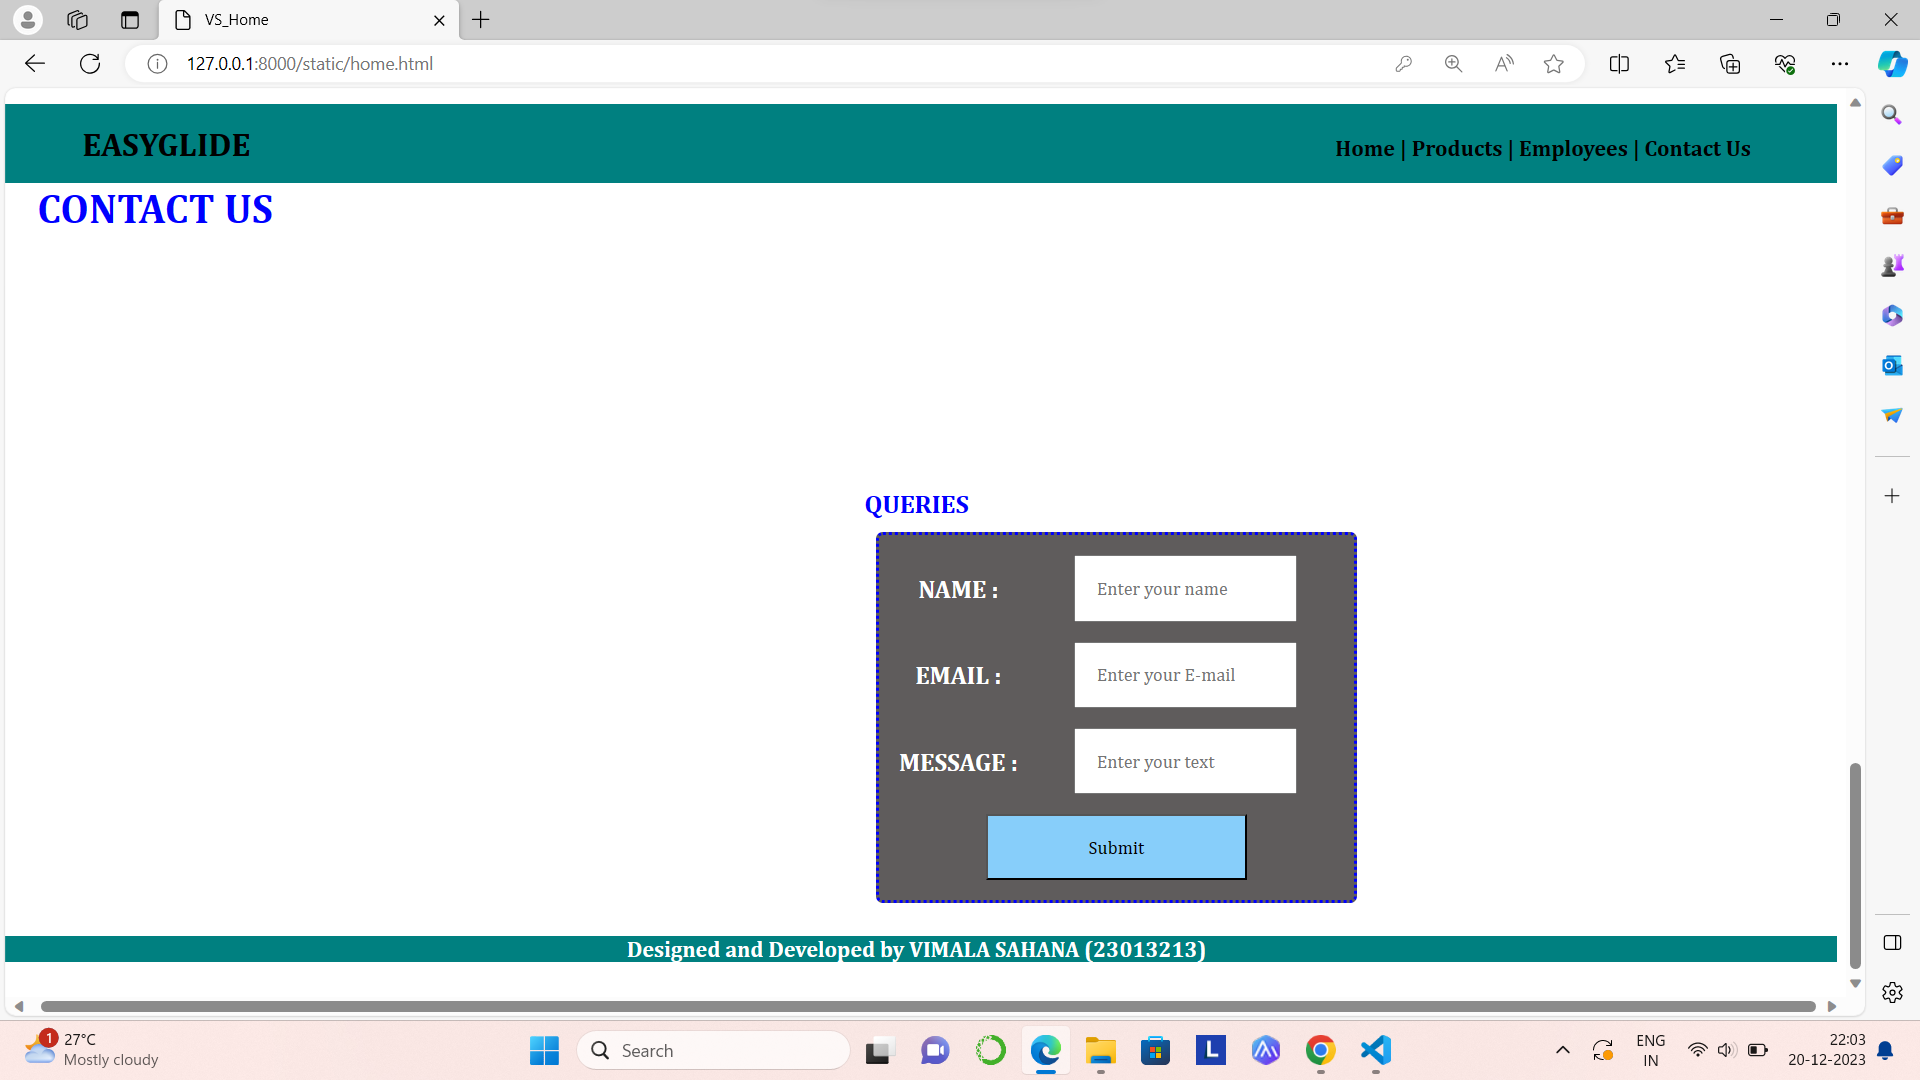 VS_Home
127.0.0.1:8000/static/home.html
EASYGLIDE
Home | Products | Employees | Contact Us
CONTACT US
QUERIES
NAME :
Enter your name
EMAIL :
Enter your E-mail
MESSAGE :
Enter your text
Submit
Designed and Developed by VIMALA SAHANA (23013213)
1
27°C
Mostly cloudy
Search
L
ENG
IN
22:03
20-12-2023